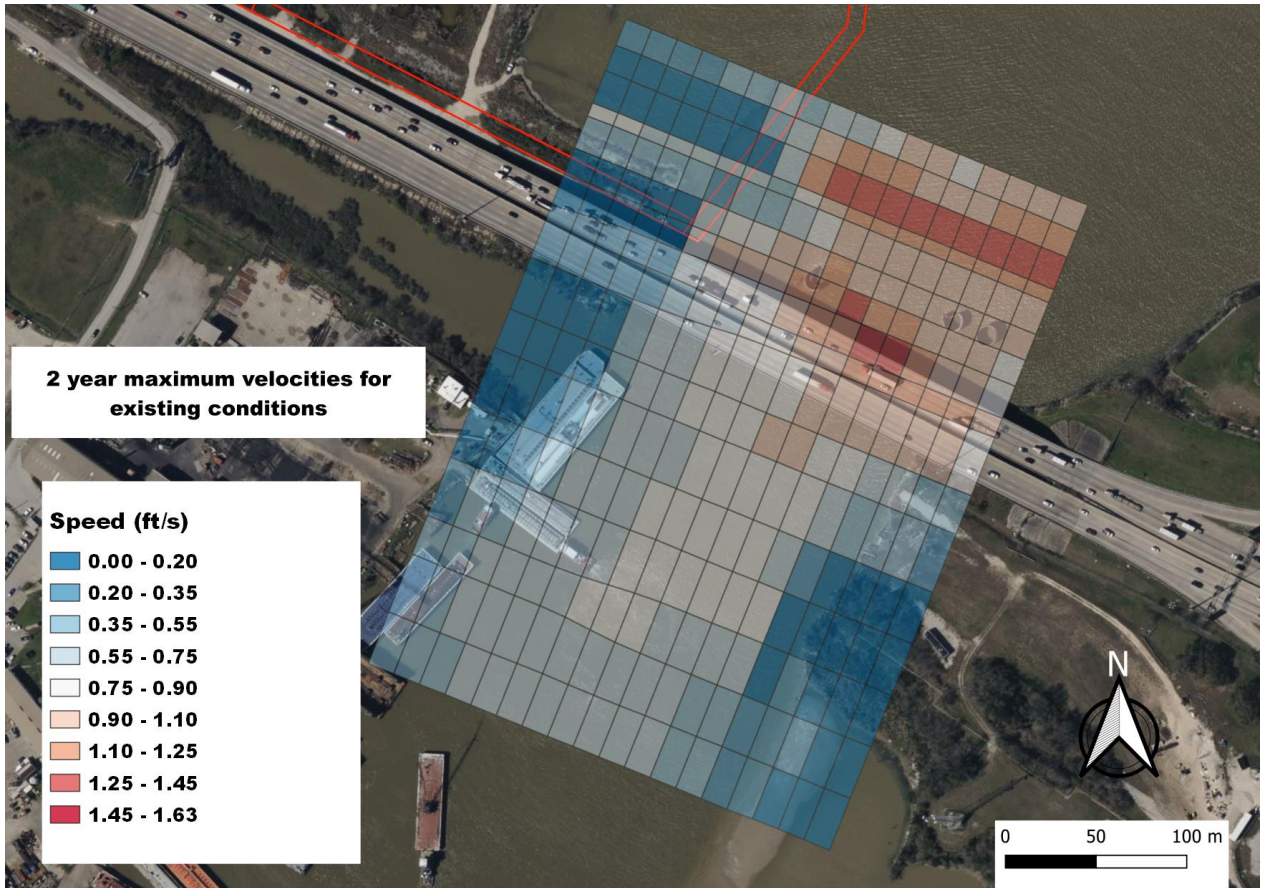 2 year maximum velocities for
existing conditions
Speed (ft/s)
0.00 - 0.20
0.20 - 0.35
0.35 - 0.55
0.55 - 0.75
0.75 - 0.90
0.90 - 1.10
1.10 - 1.25
1.25 - 1.45
1.45 - 1.63
N
0 50 100 m